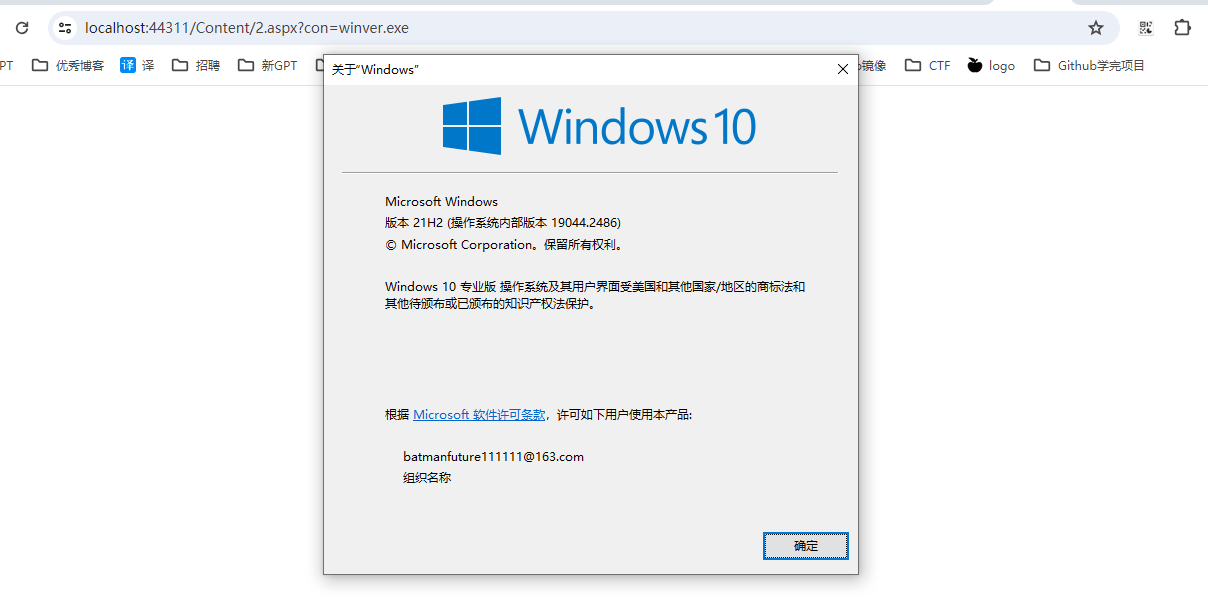 localhost:44311/Content/2.aspx?con=winver.exe
PT 优秀博客 译 译 招聘 新GPT 镜像 CTF logo Github学完项目
关于“Windows”
Windows 10
Microsoft Windows
版本 21H2 (操作系统内部版本 19044.2486)
© Microsoft Corporation。保留所有权利。
Windows 10 专业版 操作系统及其用户界面受美国和其他国家/地区的商标法和
其他待颁布或已颁布的知识产权法保护。
根据 Microsoft 软件许可条款，许可如下用户使用本产品:
batmanfuture111111@163.com
组织名称
确定